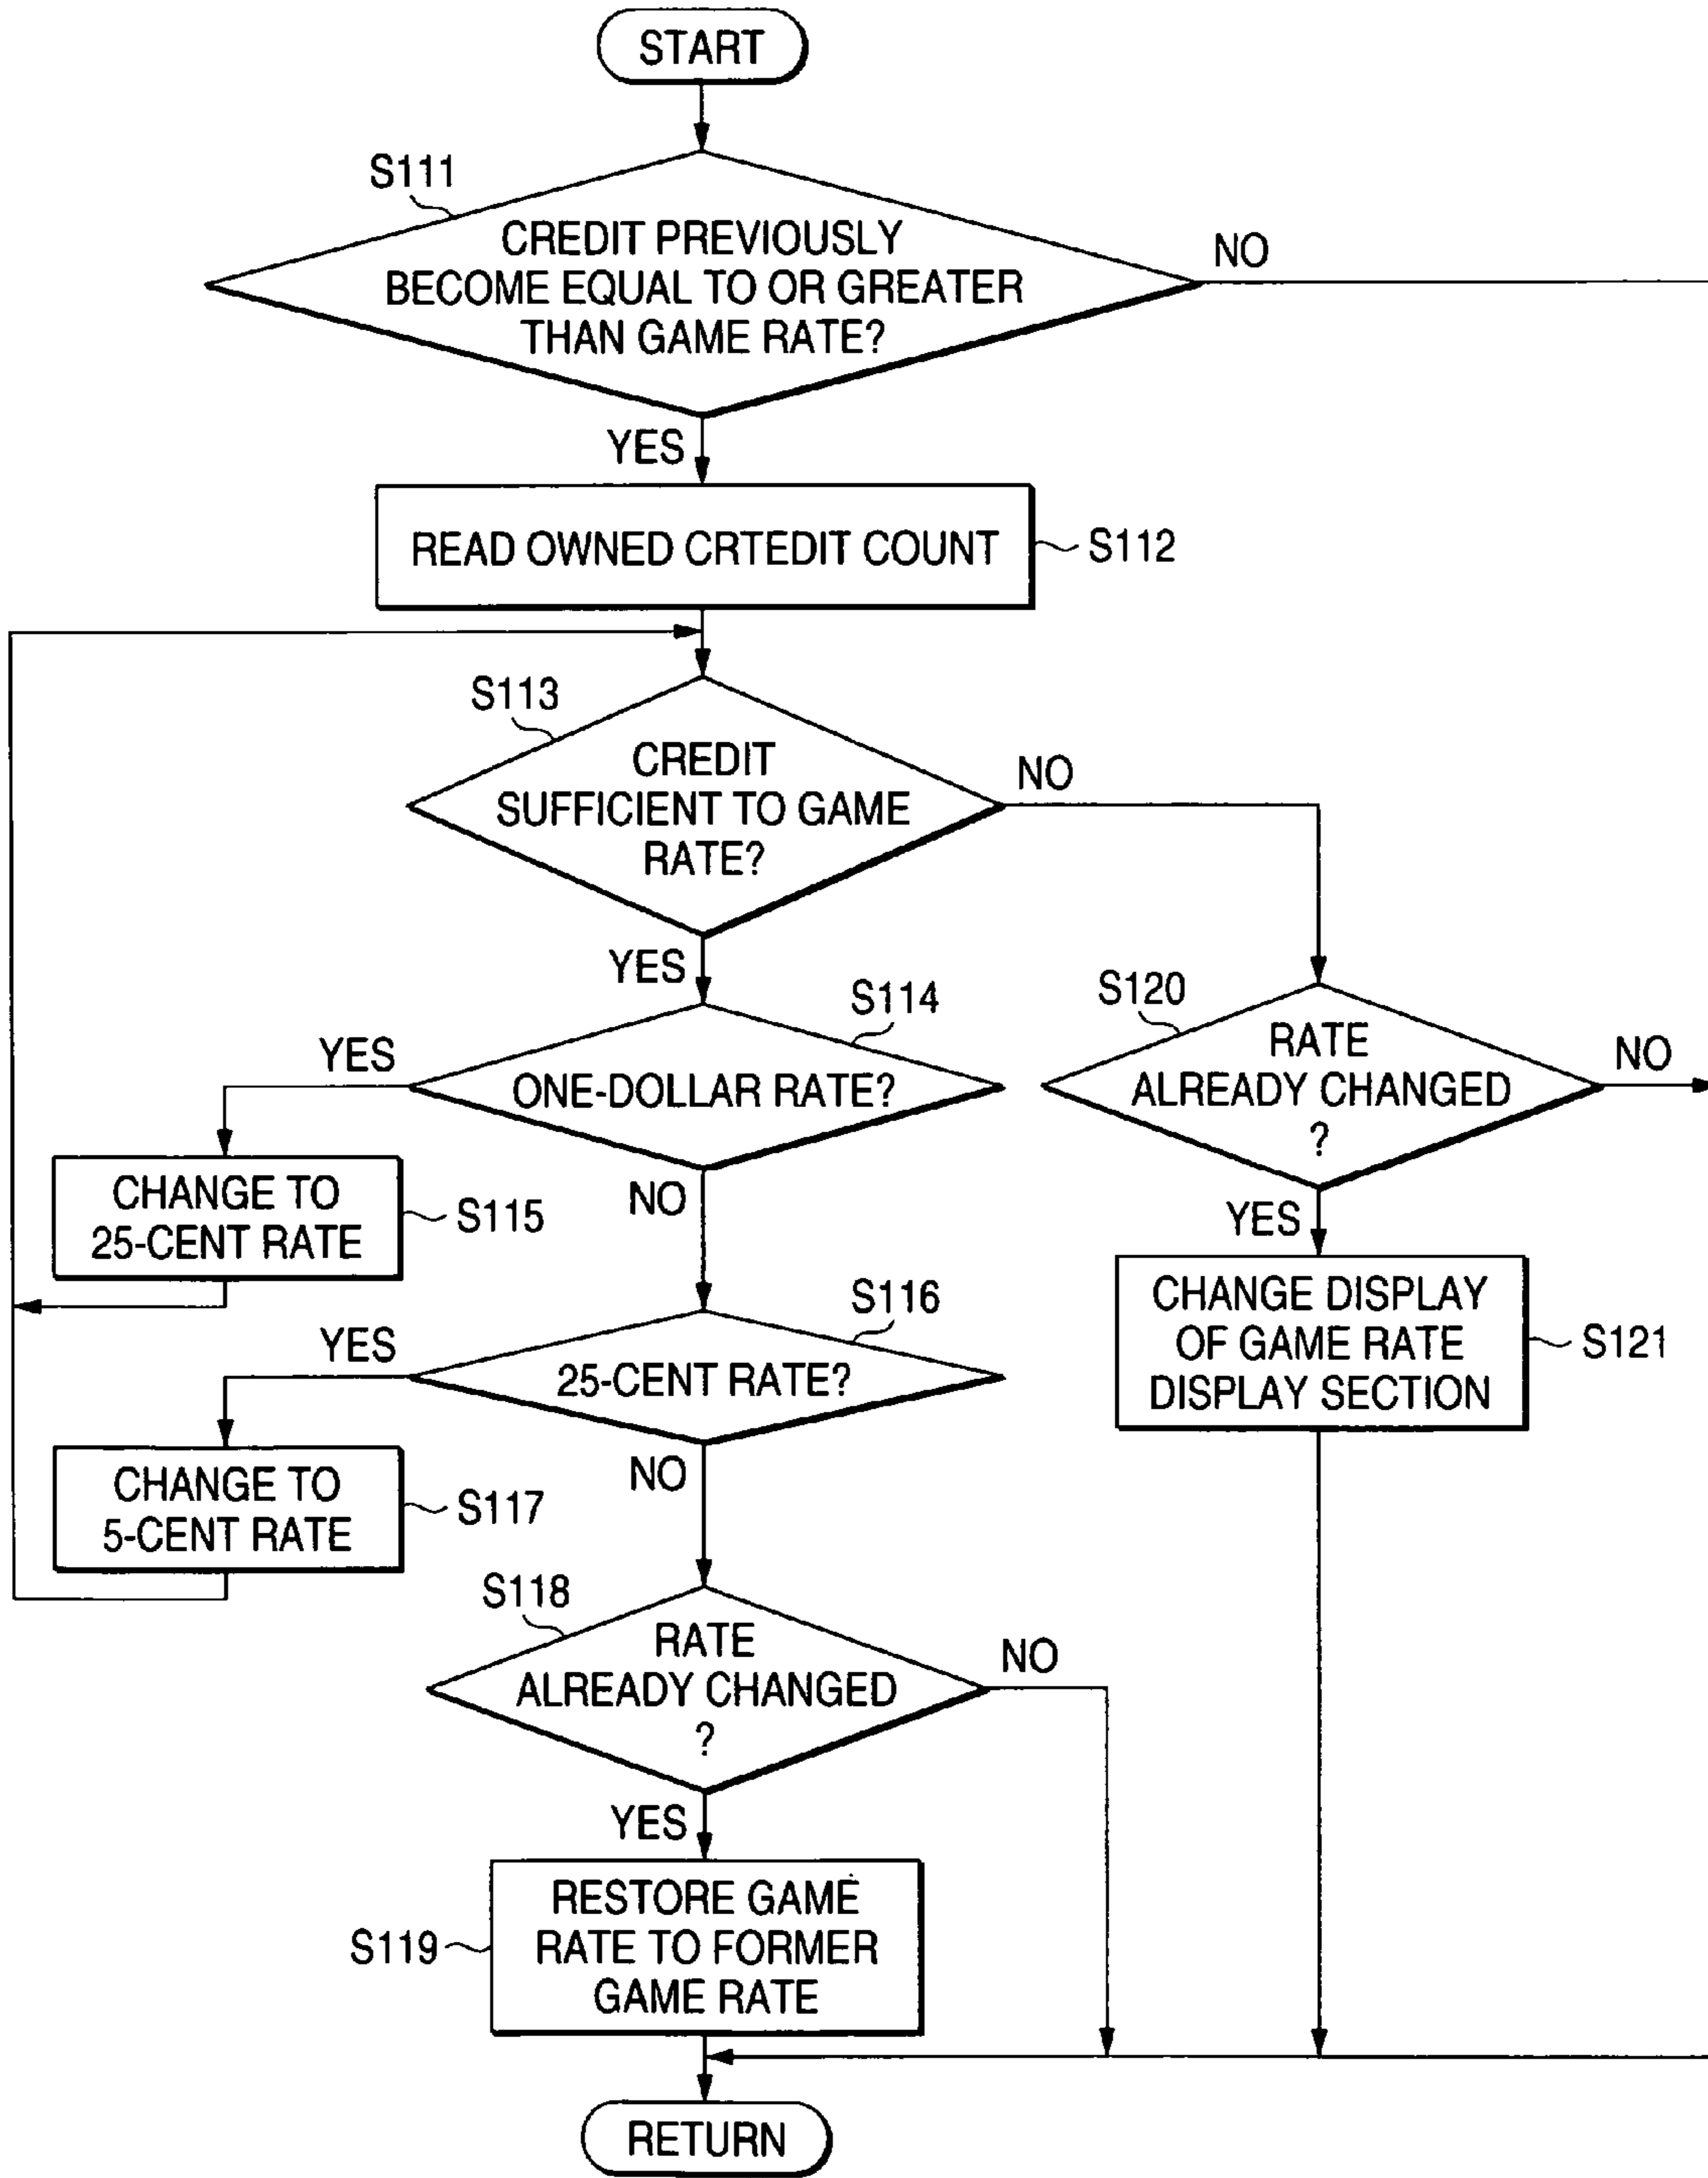 START
S111
CREDIT PREVIOUSLY
BECOME EQUAL TO OR GREATER
THAN GAME RATE?
NO
YES
READ OWNED CRTEDIT COUNT
S112
S113
CREDIT
SUFFICIENT TO GAME
RATE?
NO
YES
S114
ONE-DOLLAR RATE?
YES
NO
S120
RATE
ALREADY CHANGED
?
NO
YES
CHANGE TO
25-CENT RATE
S115
S116
25-CENT RATE?
YES
NO
CHANGE DISPLAY
OF GAME RATE
DISPLAY SECTION
S121
CHANGE TO
5-CENT RATE
S117
S118
RATE
ALREADY CHANGED
?
NO
YES
RESTORE GAME
RATE TO FORMER
GAME RATE
S119
RETURN